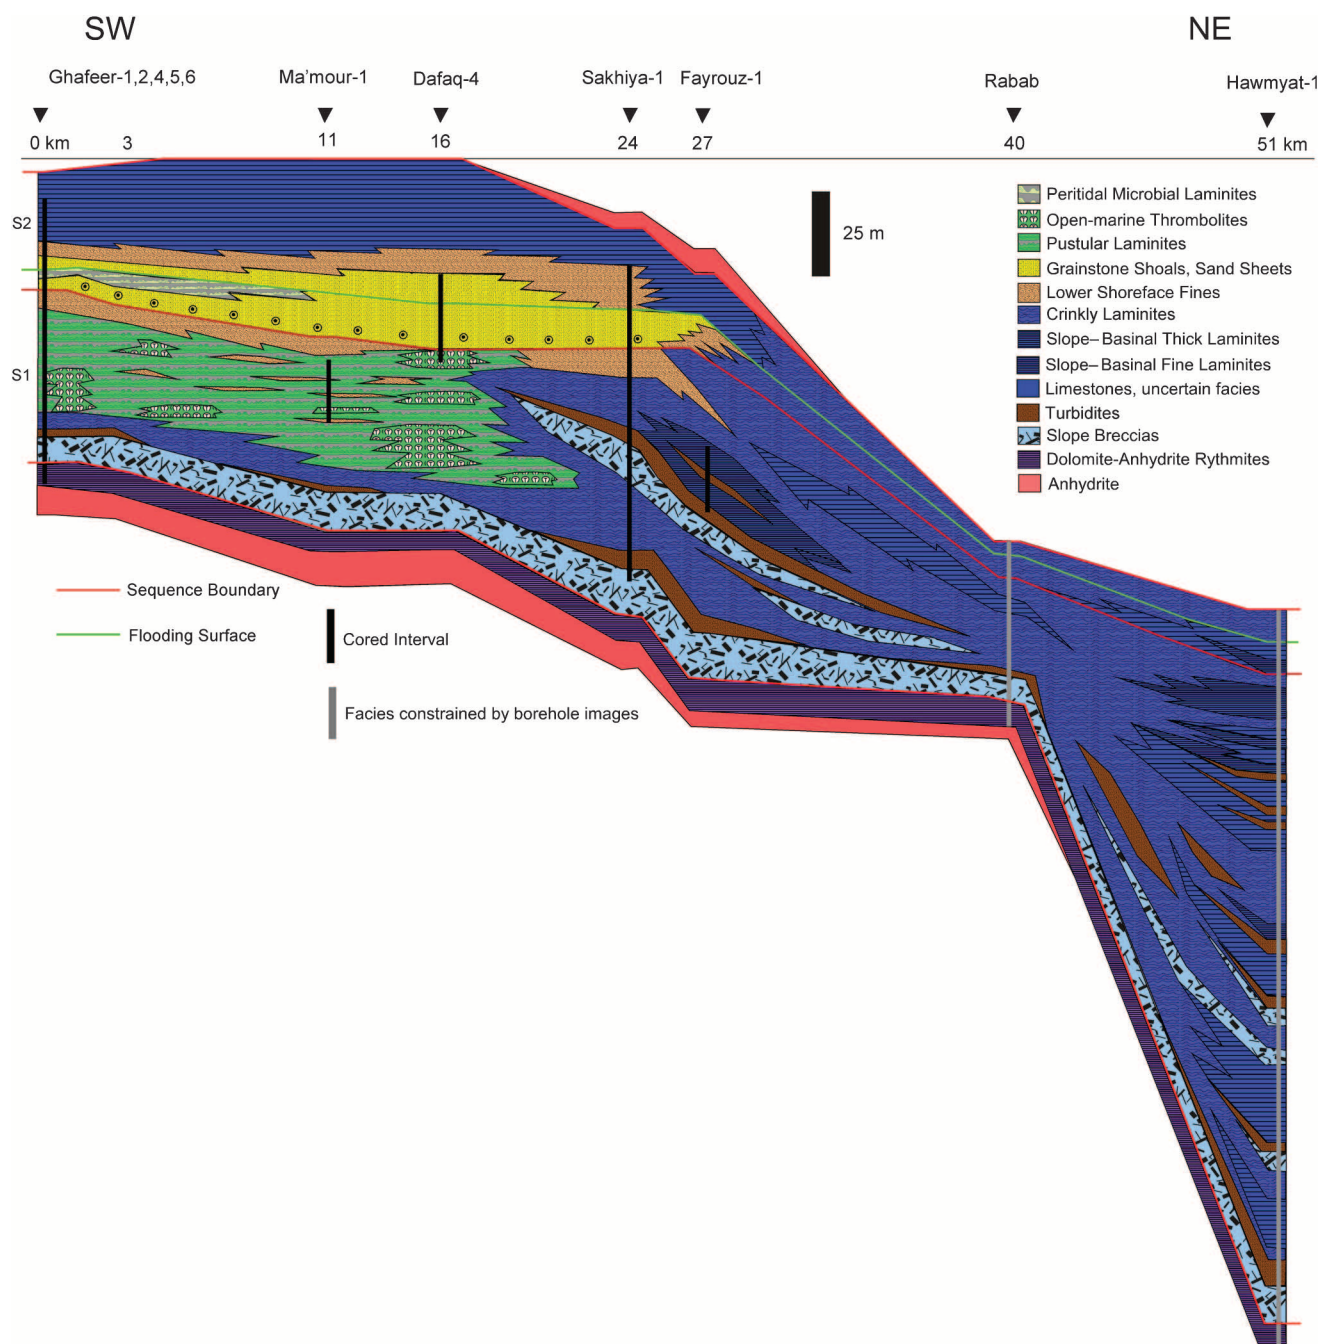 SW
NE
Ghafeer-1,2,4,5,6
Ma'mour-1
Dafaq-4
Sakhiya-1
Fayrouz-1
Rabab
Hawmyat-1
0 km
3
11
16
24
27
40
51 km
S2
S1
25 m
Peritidal Microbial Laminites
Open-marine Thrombolites
Pustular Laminites
Grainstone Shoals, Sand Sheets
Lower Shoreface Fines
Crinkly Laminites
Slope–Basinal Thick Laminites
Slope–Basinal Fine Laminites
Limestones, uncertain facies
Turbidites
Slope Breccias
Dolomite-Anhydrite Rythmites
Anhydrite
Sequence Boundary
Flooding Surface
Cored Interval
Facies constrained by borehole images